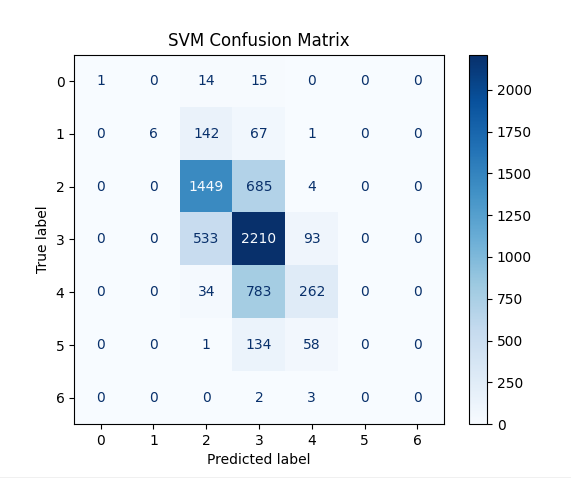 SVM Confusion Matrix
0 1 0 14 15 0 0 0
1 0 6 142 67 1 0 0
2 0 0 1449 685 4 0 0
3 0 0 533 2210 93 0 0
4 0 0 34 783 262 0 0
5 0 0 1 134 58 0 0
6 0 0 0 2 3 0 0
0 1 2 3 4 5 6
Predicted label
True label
2000
1750
1500
1250
1000
750
500
250
0